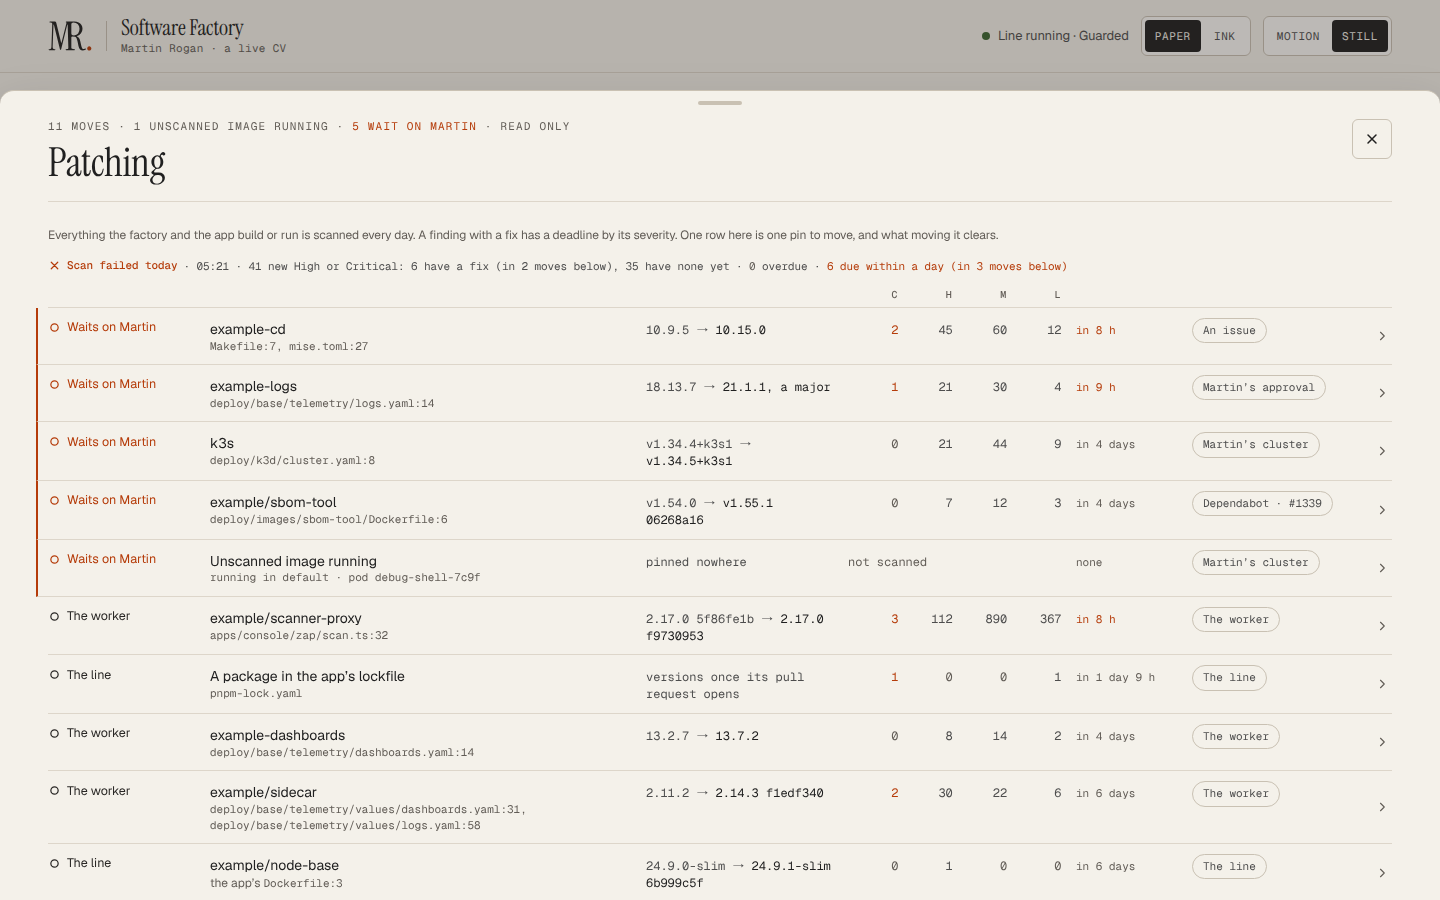 MR.
Software Factory
Martin Rogan · a live CV
Line running · Guarded
PAPER
INK
MOTION
STILL
11 MOVES · 1 UNSCANNED IMAGE RUNNING · 5 WAIT ON MARTIN · READ ONLY
Patching
Everything the factory and the app build or run is scanned every day. A finding with a fix has a deadline by its severity. One row here is one pin to move, and what moving it clears.
Scan failed today · 05:21 · 41 new High or Critical: 6 have a fix (in 2 moves below), 35 have none yet · 0 overdue · 6 due within a day (in 3 moves below)
C H M L
Waits on Martin example-cd 10.9.5 → 10.15.0 2 45 60 12 in 8 h An issue
Makefile:7, mise.toml:27
Waits on Martin example-logs 18.13.7 → 21.1.1, a major 1 21 30 4 in 9 h Martin's approval
deploy/base/telemetry/logs.yaml:14
Waits on Martin k3s v1.34.4+k3s1 → 0 21 44 9 in 4 days Martin's cluster
deploy/k3d/cluster.yaml:8 v1.34.5+k3s1
Waits on Martin example/sbom-tool v1.54.0 → v1.55.1 0 7 12 3 in 4 days Dependabot · #1339
deploy/images/sbom-tool/Dockerfile:6 06268a16
Waits on Martin Unscanned image running pinned nowhere not scanned none Martin's cluster
running in default · pod debug-shell-7c9f
The worker example/scanner-proxy 2.17.0 5f86fe1b → 2.17.0 3 112 890 367 in 8 h The worker
apps/console/zap/scan.ts:32 f9730953
The line A package in the app's lockfile versions once its pull 1 0 0 1 in 1 day 9 h The line
pnpm-lock.yaml request opens
The worker example-dashboards 13.2.7 → 13.7.2 0 8 14 2 in 4 days The worker
deploy/base/telemetry/dashboards.yaml:14
The worker example/sidecar 2.11.2 → 2.14.3 f1edf340 2 30 22 6 in 6 days The worker
deploy/base/telemetry/values/dashboards.yaml:31,
deploy/base/telemetry/values/logs.yaml:58
The line example/node-base 24.9.0-slim → 24.9.1-slim 0 1 0 0 in 6 days The line
the app's Dockerfile:3 6b999c5f